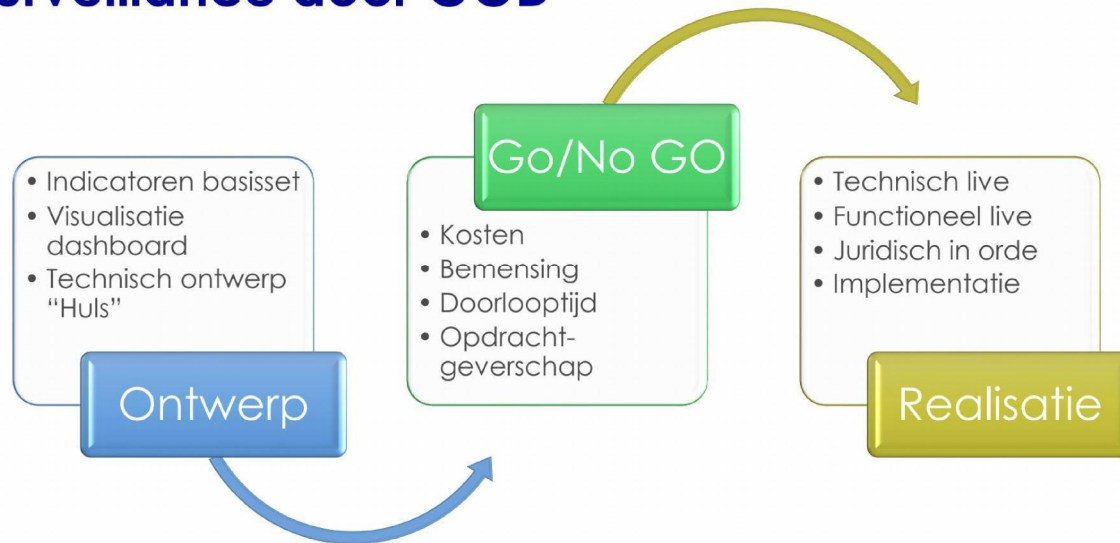 • Indicatoren basisset
• Visualisatie
dashboard
• Technisch ontwerp
“Huls”
Ontwerp
Go/No GO
• Kosten
• Bemensing
• Doorlooptijd
• Opdracht-
geverschap
• Technisch live
• Functioneel live
• Juridisch in orde
• Implementatie
Realisatie